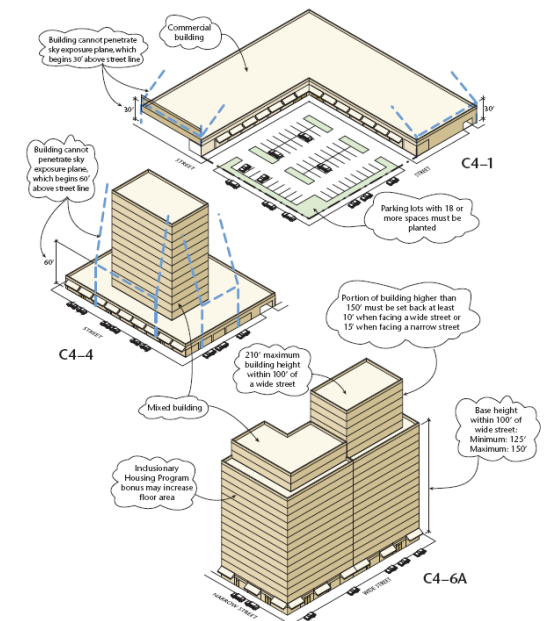 Building cannot penetrate
sky exposure plane, which
begins 30' above street line
Commercial
building
30'
30'
STREET
STREET
C4–1
Building cannot
penetrate sky
exposure plane,
which begins 60'
above street line
Parking lots with 18 or
more spaces must be
planted
60'
STREET
C4–4
Portion of building higher than
150' must be set back at least
10' when facing a wide street or
15' when facing a narrow street
210' maximum
building height
within 100' of
a wide street
Mixed building
Base height
within 100' of
wide street:
Minimum: 125'
Maximum: 150'
Inclusionary
Housing Program
bonus may increase
floor area
C4–6A
NARROW STREET
WIDE STREET